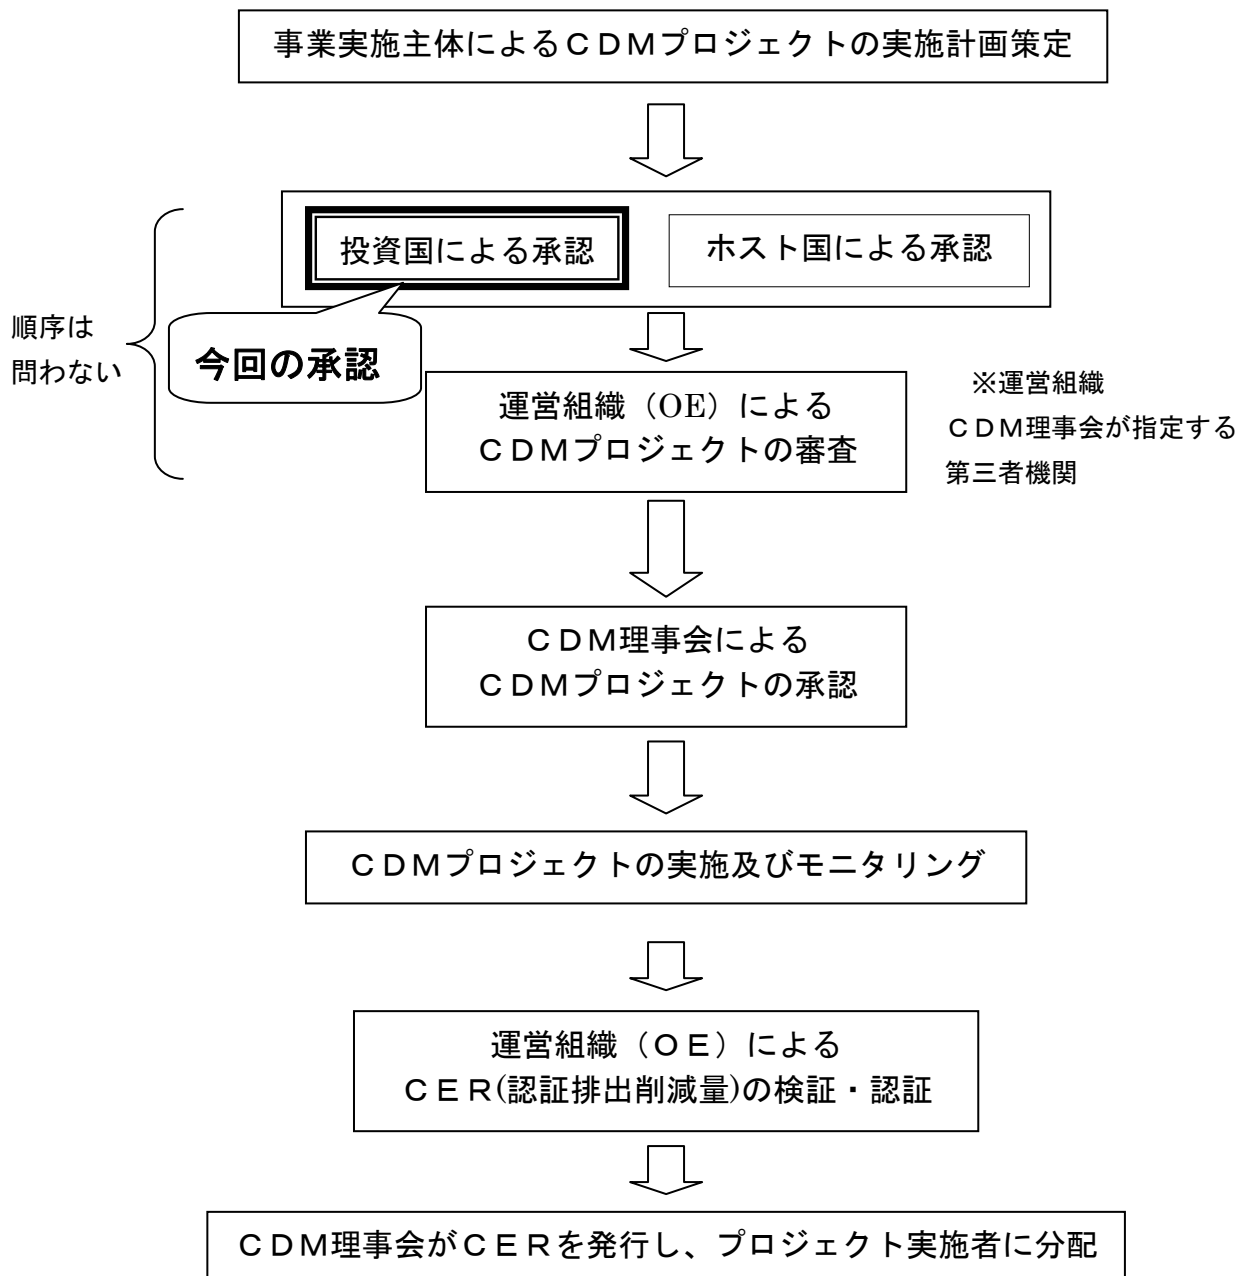 事業実施主体によるCDMプロジェクトの実施計画策定
投資国による承認
ホスト国による承認
順序は
問わない
今回の承認
運営組織（OE）による
CDMプロジェクトの審査
※運営組織
CDM理事会が指定する
第三者機関
CDM理事会による
CDMプロジェクトの承認
CDMプロジェクトの実施及びモニタリング
運営組織（OE）による
CER(認証排出削減量)の検証・認証
CDM理事会がCERを発行し、プロジェクト実施者に分配